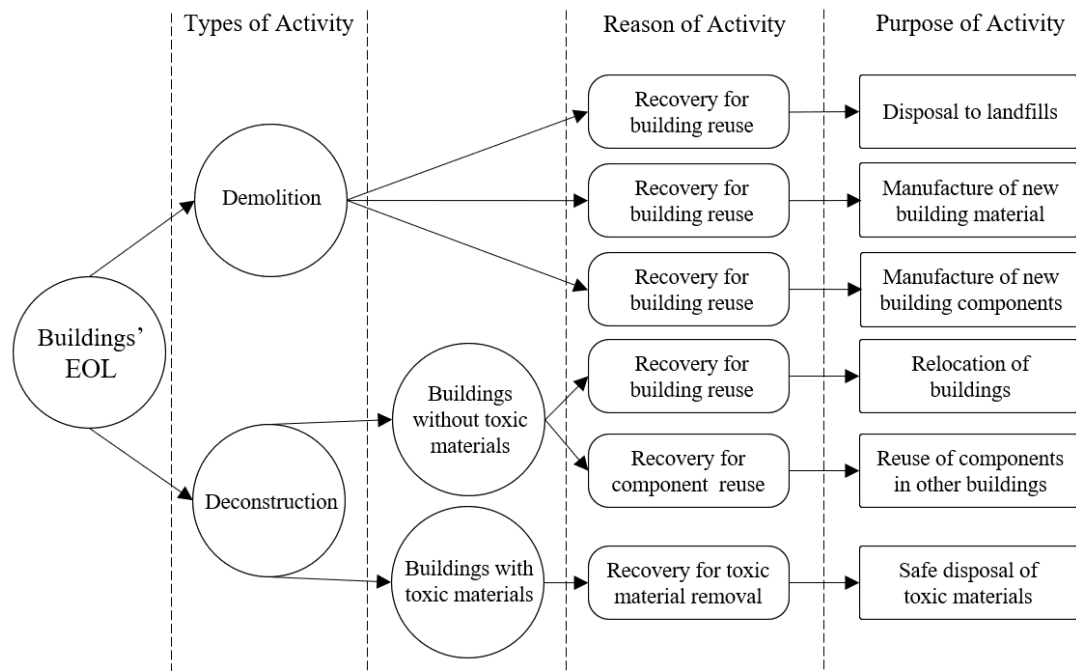 Types of Activity
Reason of Activity
Purpose of Activity
Buildings’
EOL
Demolition
Deconstruction
Buildings
without toxic
materials
Buildings with
toxic materials
Recovery for
building reuse
Disposal to landfills
Recovery for
building reuse
Manufacture of new
building material
Recovery for
building reuse
Manufacture of new
building components
Recovery for
building reuse
Relocation of
buildings
Recovery for
component reuse
Reuse of components
in other buildings
Recovery for toxic
material removal
Safe disposal of
toxic materials